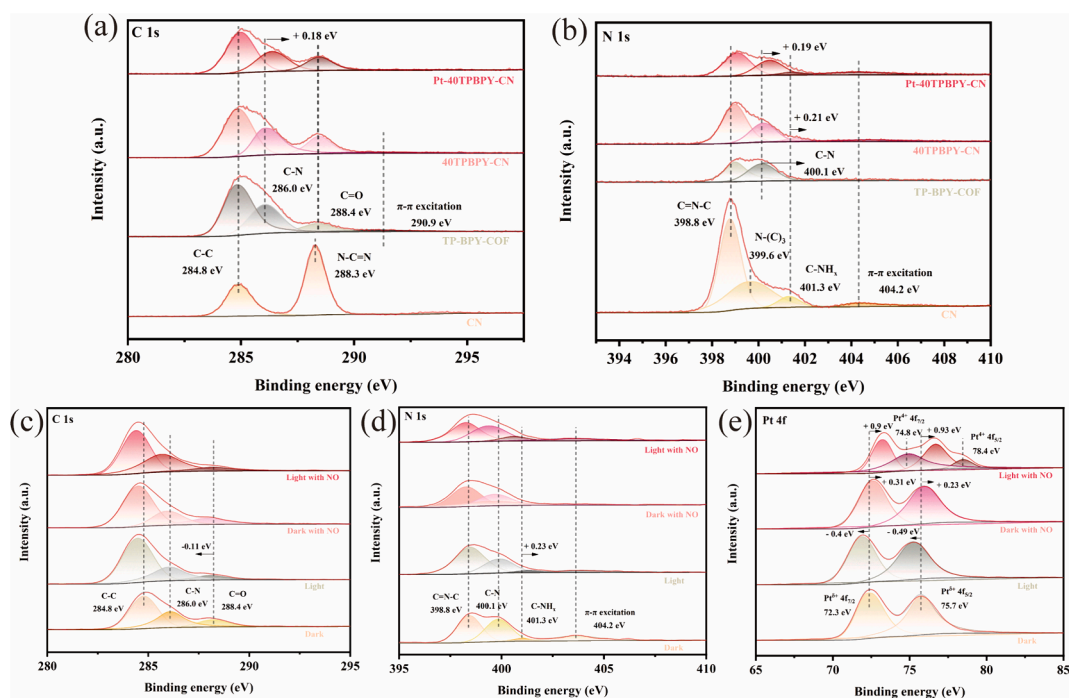 (a)
C 1s
+ 0.18 eV
Pt-40TPBPY-CN
40TPBPY-CN
C-N
286.0 eV
C=O
288.4 eV
π-π excitation
290.9 eV
TP-BPY-COF
C-C
284.8 eV
N-C=N
288.3 eV
CN
Intensity (a.u.)
280 285 290 295
Binding energy (eV)
(b)
N 1s
+ 0.19 eV
Pt-40TPBPY-CN
+ 0.21 eV
40TPBPY-CN
C-N
400.1 eV
TP-BPY-COF
C=N-C
398.8 eV
N-(C)₃
399.6 eV
C-NHₓ
401.3 eV
π-π excitation
404.2 eV
CN
Intensity (a.u.)
394 396 398 400 402 404 406 408 410
Binding energy (eV)
(c)
C 1s
Light with NO
Dark with NO
-0.11 eV
Light
C-C
284.8 eV
C-N
286.0 eV
C=O
288.4 eV
Dark
Intensity (a.u.)
280 285 290 295
Binding energy (eV)
(d)
N 1s
Light with NO
Dark with NO
+ 0.23 eV
Light
C=N-C
398.8 eV
C-N
400.1 eV
C-NHₓ
401.3 eV
π-π excitation
404.2 eV
Dark
Intensity (a.u.)
395 400 405 410
Binding energy (eV)
(e)
Pt 4f
Pt⁴⁺ 4f₇/₂
74.8 eV
+ 0.9 eV
+ 0.93 eV
Pt⁴⁺ 4f₅/₂
78.4 eV
Light with NO
+ 0.31 eV
+ 0.23 eV
Dark with NO
- 0.4 eV
-0.49 eV
Light
Pt⁰⁺ 4f₇/₂
72.3 eV
Pt⁰⁺ 4f₅/₂
75.7 eV
Dark
Intensity (a.u.)
65 70 75 80 85
Binding energy (eV)